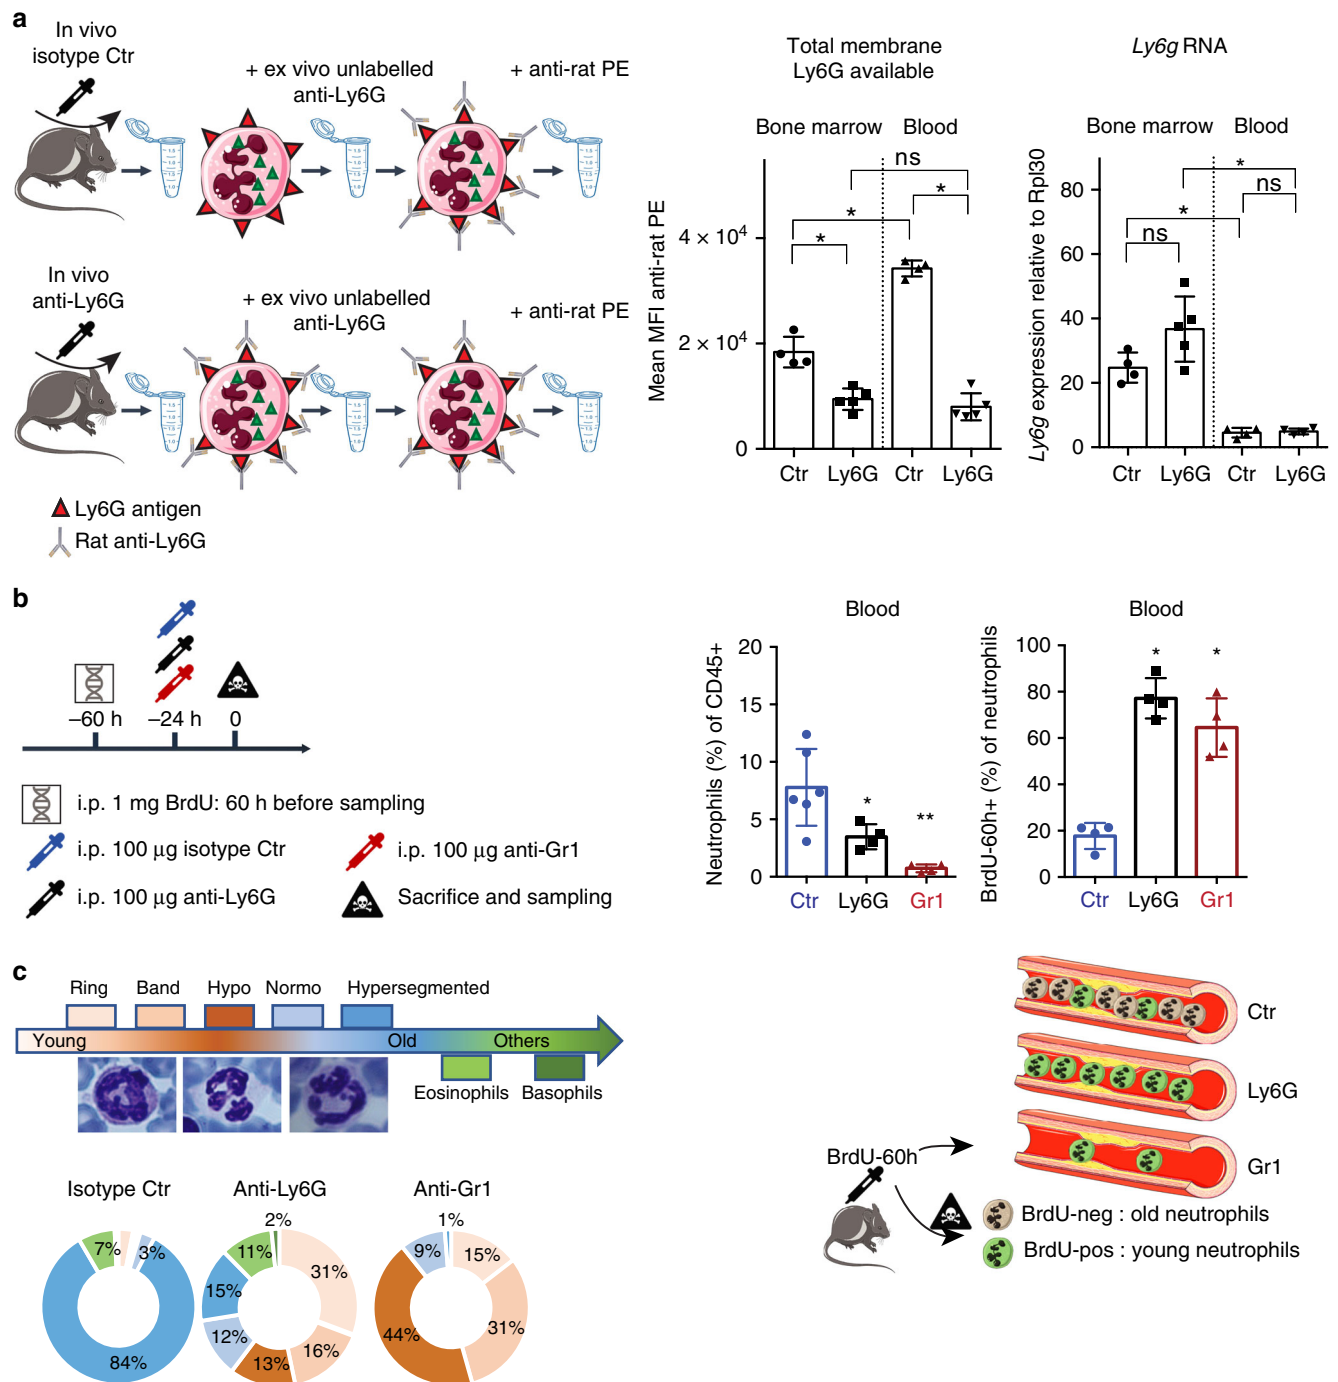 a
In vivo
isotype Ctr
+ ex vivo unlabelled
anti-Ly6G
+ anti-rat PE
In vivo
anti-Ly6G
+ ex vivo unlabelled
anti-Ly6G
+ anti-rat PE
Ly6G antigen
Rat anti-Ly6G
Total membrane
Ly6G available
Bone marrow Blood
Mean MFI anti-rat PE
4 × 10⁴
2 × 10⁴
0
ns
*
*
*
Ctr Ly6G Ctr Ly6G
Ly6g RNA
Bone marrow Blood
Ly6g expression relative to Rpl30
80
60
40
20
0
*
ns
*
ns
Ctr Ly6G Ctr Ly6G
b
–60 h –24 h 0
i.p. 1 mg BrdU: 60 h before sampling
i.p. 100 μg isotype Ctr
i.p. 100 μg anti-Gr1
i.p. 100 μg anti-Ly6G
Sacrifice and sampling
Blood
Neutrophils (%) of CD45+
20
15
10
5
0
*
**
Ctr Ly6G Gr1
Blood
BrdU-60h+ (%) of neutrophils
100
80
60
40
20
0
*
*
Ctr Ly6G Gr1
c
Ring Band Hypo Normo Hypersegmented
Young Old Others
Eosinophils Basophils
Isotype Ctr
7%
3%
84%
Anti-Ly6G
2%
11%
31%
15%
12%
13%
16%
Anti-Gr1
1%
9%
15%
44%
31%
Ctr
Ly6G
Gr1
BrdU-60h
BrdU-neg : old neutrophils
BrdU-pos : young neutrophils